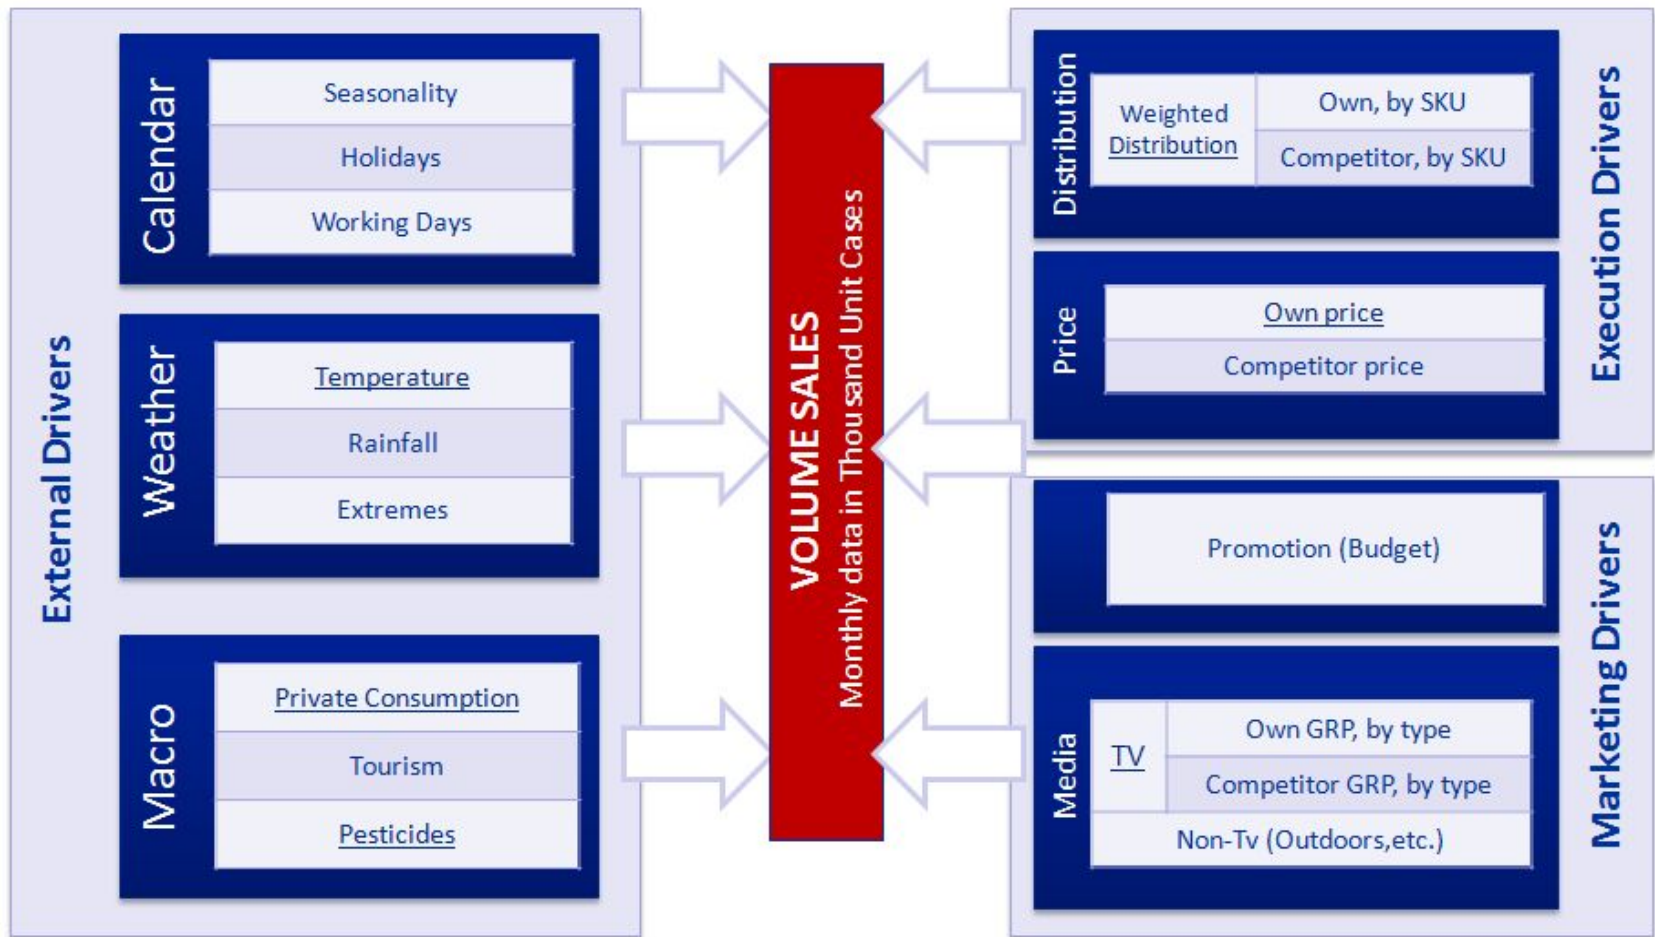 External Drivers
Calendar
Seasonality
Holidays
Working Days
Weather
Temperature
Rainfall
Extremes
Macro
Private Consumption
Tourism
Pesticides
VOLUME SALES
Monthly data in Thousand Unit Cases
Execution Drivers
Distribution
Weighted
Distribution
Own, by SKU
Competitor, by SKU
Price
Own price
Competitor price
Marketing Drivers
Promotion (Budget)
Media
TV
Own GRP, by type
Competitor GRP, by type
Non-Tv (Outdoors,etc.)